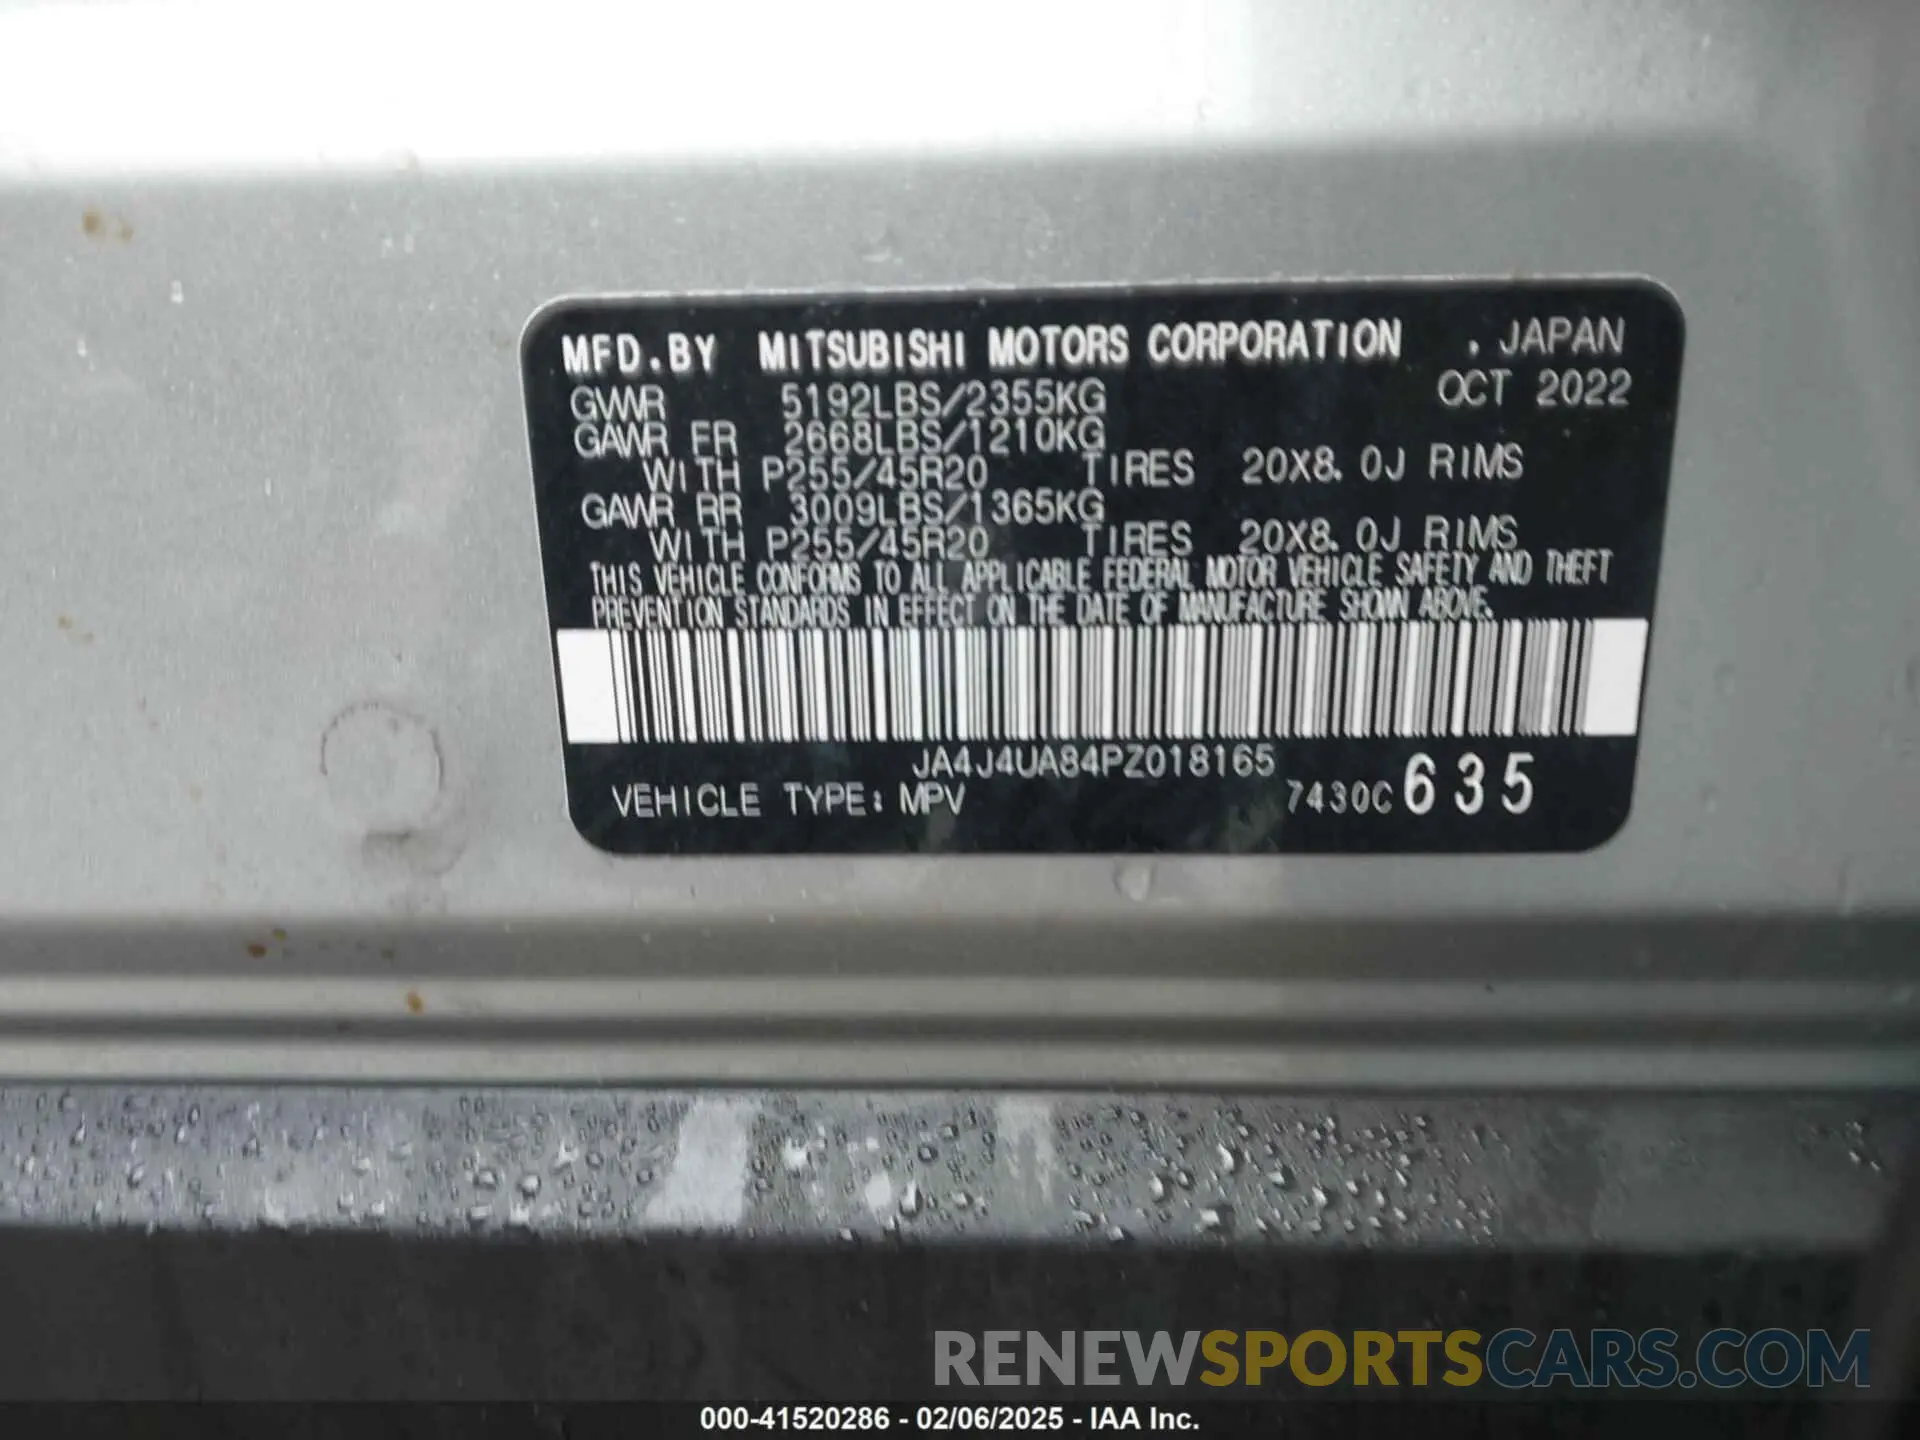 MFD.BY MITSUBISHI MOTORS CORPORATION , JAPAN
GVWR 5192LBS/2355KG OCT 2022
GAWR FR 2668LBS/1210KG
WITH P255/45R20 TIRES 20X8.0J RIMS
GAWR RR 3009LBS/1365KG
WITH P255/45R20 TIRES 20X8.0J RIMS
THIS VEHICLE CONFORMS TO ALL APPLICABLE FEDERAL MOTOR VEHICLE SAFETY AND THEFT
PREVENTION STANDARDS IN EFFECT ON THE DATE OF MANUFACTURE SHOWN ABOVE.
JA4J4UA84PZ018165
VEHICLE TYPE: MPV 7430C 635
RENEWSPORTSCARS.COM
000-41520286 - 02/06/2025 - IAA Inc.